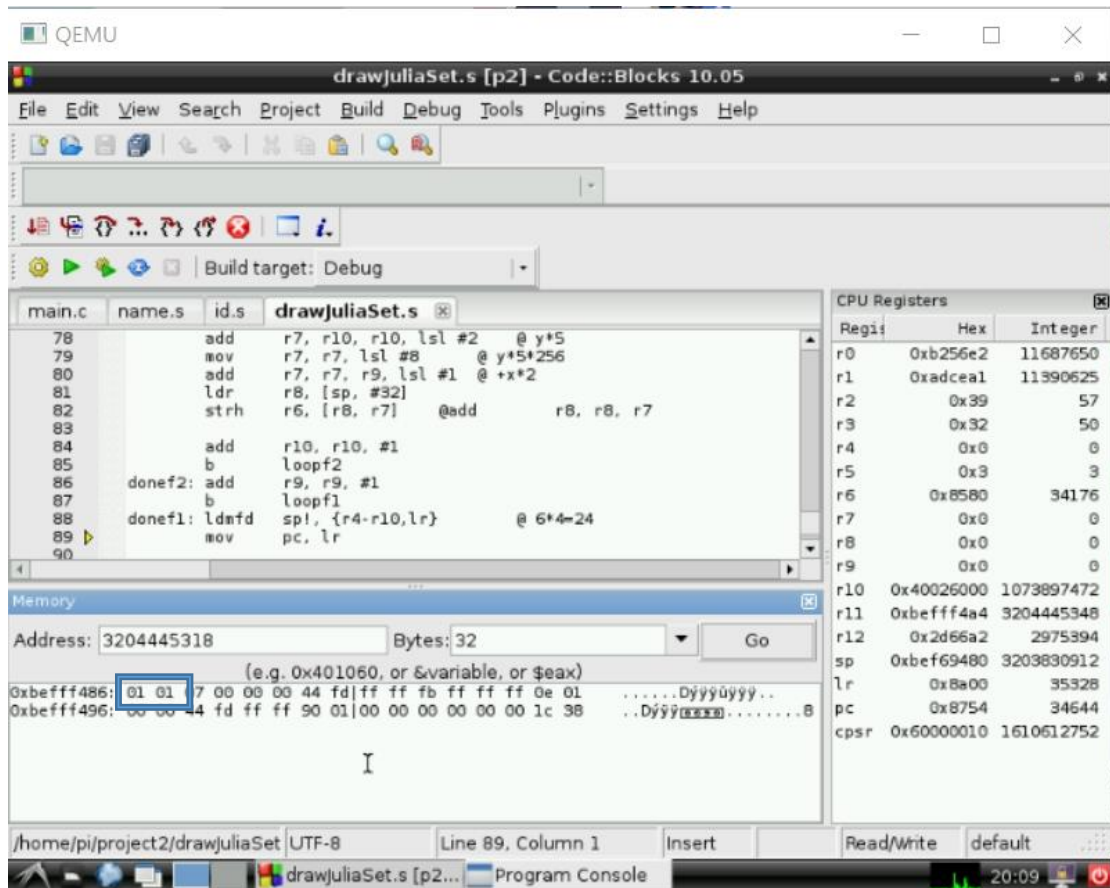 QEMU
drawJuliaSet.s [p2] - Code::Blocks 10.05
File Edit View Search Project Build Debug Tools Plugins Settings Help
Build target: Debug
main.c name.s id.s drawJuliaSet.s
78 add r7, r10, r10, lsl #2 @ y*5
79 mov r7, r7, lsl #8 @ y*5*256
80 add r7, r7, r9, lsl #1 @ +x*2
81 ldr r8, [sp, #32]
82 strh r6, [r8, r7] @add r8, r8, r7
83
84 add r10, r10, #1
85 b loopf2
86 donef2: add r9, r9, #1
87 b loopf1
88 donef1: ldmfd sp!, {r4-r10,lr} @ 6*4=24
89 mov pc, lr
90
CPU Registers
Hex Integer
r0 0xb256e2 11687650
r1 0xadcea1 11390625
r2 0x39 57
r3 0x32 50
r4 0x0 0
r5 0x3 3
r6 0x8580 34176
r7 0x0 0
r8 0x0 0
r9 0x0 0
r10 0x40026000 1073897472
r11 0xbefff4a4 3204445348
r12 0x2d66a2 2975394
sp 0xbef69480 3203830912
lr 0x8a00 35328
pc 0x8754 34644
cpsr 0x60000010 1610612752
Memory
Address: 3204445318 Bytes: 32 Go
(e.g. 0x401060, or &variable, or $eax)
0xbefff486: 01 01 07 00 00 00 44 fd|ff ff fb ff ff ff 0e 01 ......Dýÿÿûÿÿÿ..
0xbefff496: 00 00 44 fd ff ff 90 01|00 00 00 00 00 00 1c 38 ..Dýÿÿ ........8
/home/pi/project2/drawJuliaSet UTF-8 Line 89, Column 1 Insert Read/Write default
drawJuliaSet.s [p2... Program Console 20:09